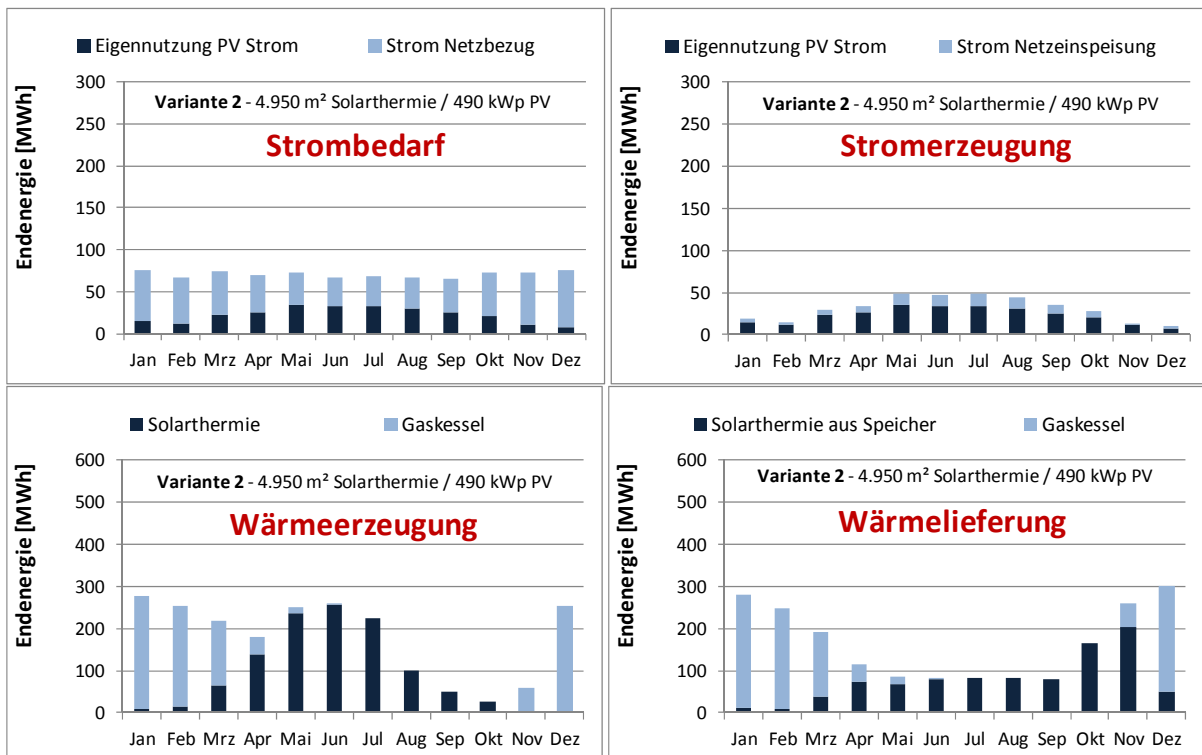 Eigennutzung PV Strom Strom Netzbezug
Endenergie [MWh]
300
250
200
150
100
50
0
Variante 2 - 4.950 m² Solarthermie / 490 kWp PV
Strombedarf
Jan Feb Mrz Apr Mai Jun Jul Aug Sep Okt Nov Dez
Eigennutzung PV Strom Strom Netzeinspeisung
Endenergie [MWh]
300
250
200
150
100
50
0
Variante 2 - 4.950 m² Solarthermie / 490 kWp PV
Stromerzeugung
Jan Feb Mrz Apr Mai Jun Jul Aug Sep Okt Nov Dez
Solarthermie Gaskessel
Endenergie [MWh]
600
500
400
300
200
100
0
Variante 2 - 4.950 m² Solarthermie / 490 kWp PV
Wärmeerzeugung
Jan Feb Mrz Apr Mai Jun Jul Aug Sep Okt Nov Dez
Solarthermie aus Speicher Gaskessel
Endenergie [MWh]
600
500
400
300
200
100
0
Variante 2 - 4.950 m² Solarthermie / 490 kWp PV
Wärmelieferung
Jan Feb Mrz Apr Mai Jun Jul Aug Sep Okt Nov Dez